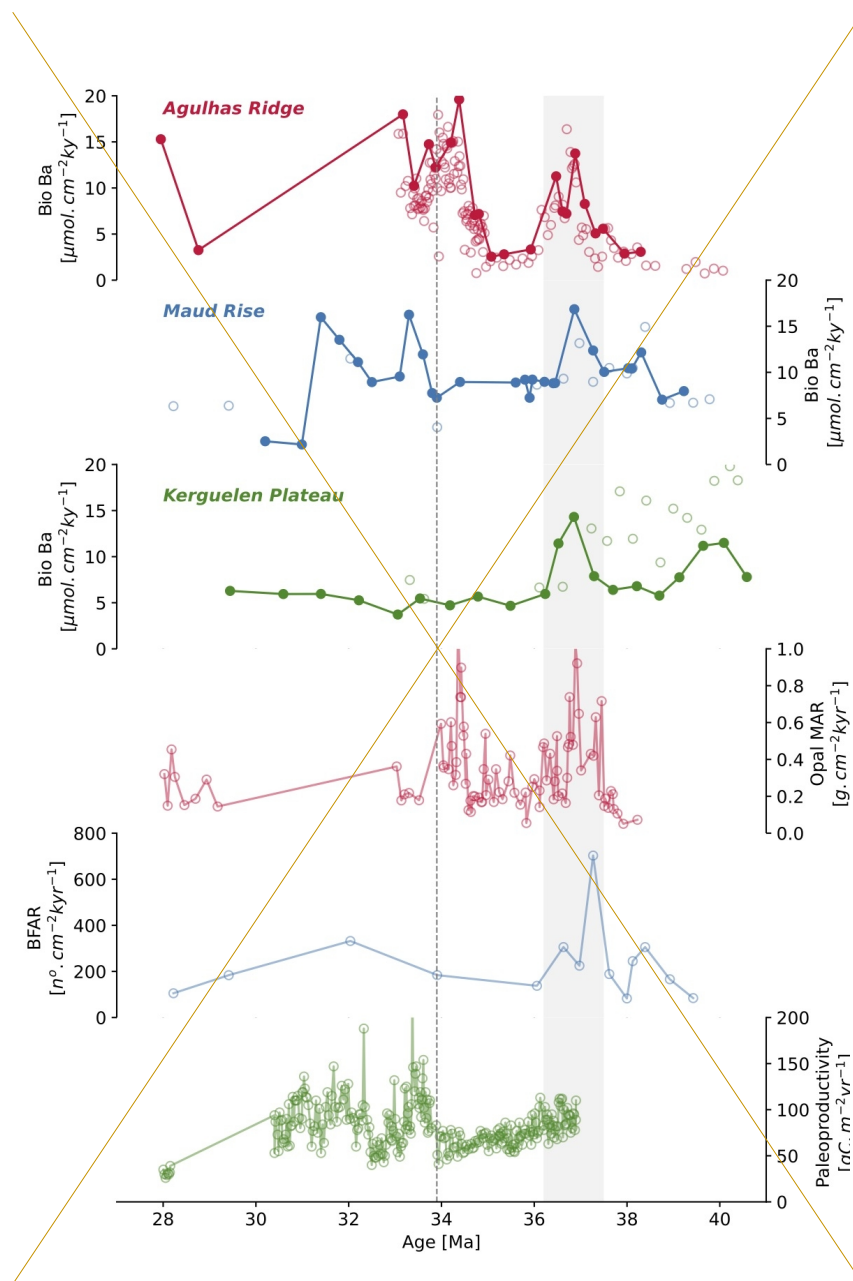 Agulhas Ridge
Bio Ba
[μmol.cm⁻²ky⁻¹]
20
15
10
5
0
Maud Rise
20
15
10
5
0
Bio Ba
[μmol.cm⁻²ky⁻¹]
Kerguelen Plateau
Bio Ba
[μmol.cm⁻²ky⁻¹]
20
15
10
5
0
1.0
0.8
0.6
0.4
0.2
0.0
Opal MAR
[g.cm⁻²kyr⁻¹]
BFAR
[n°.cm⁻²kyr⁻¹]
800
600
400
200
0
200
150
100
50
0
Paleoproductivity
[gC.m⁻²yr⁻¹]
28 30 32 34 36 38 40
Age [Ma]